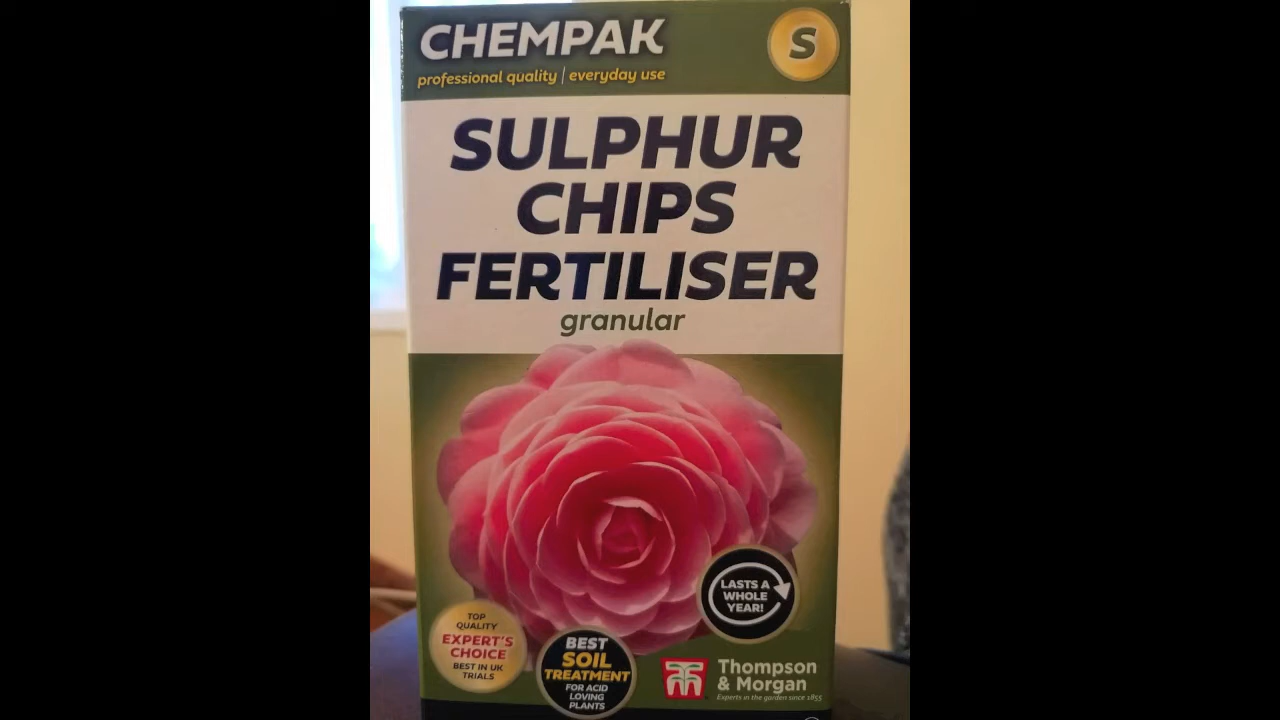 CHEMPAK
S
professional quality | everyday use
SULPHUR
CHIPS
FERTILISER
granular
LASTS A
WHOLE
YEAR!
TOP
QUALITY
EXPERT'S
CHOICE
BEST IN UK
TRIALS
BEST
SOIL
TREATMENT
FOR ACID
LOVING
PLANTS
Thompson
& Morgan
Experts in the garden since 1855